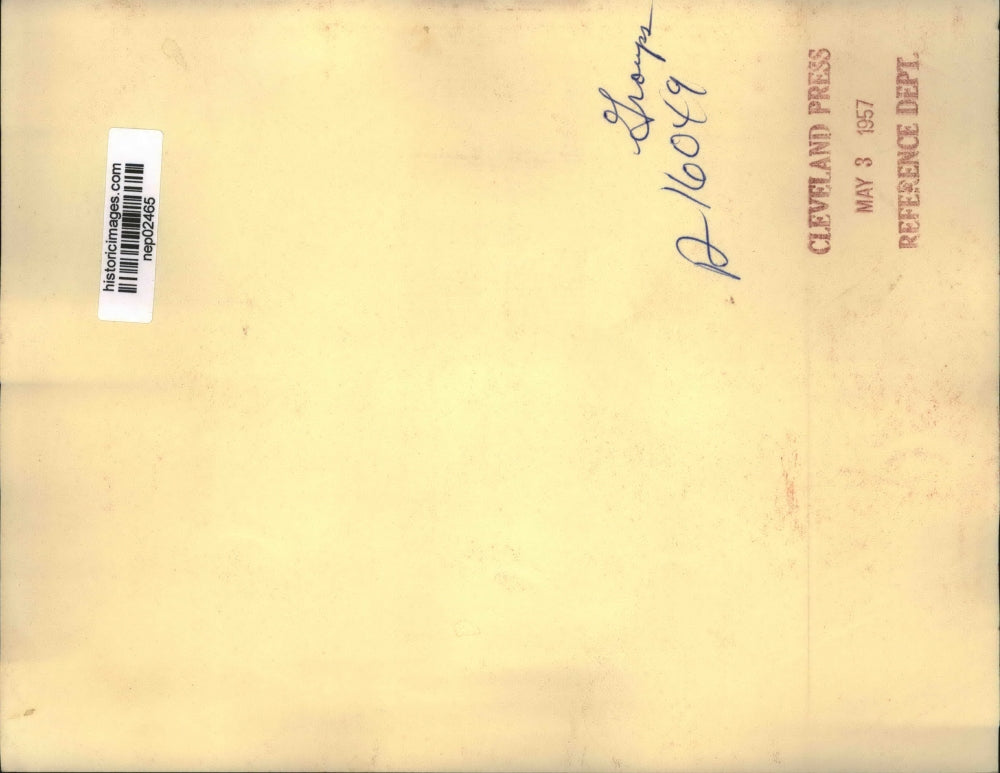 historicimages.com
nep02465
Groups
A-16049
CLEVELAND PRESS
MAY 3 1957
REFERENCE DEPT.